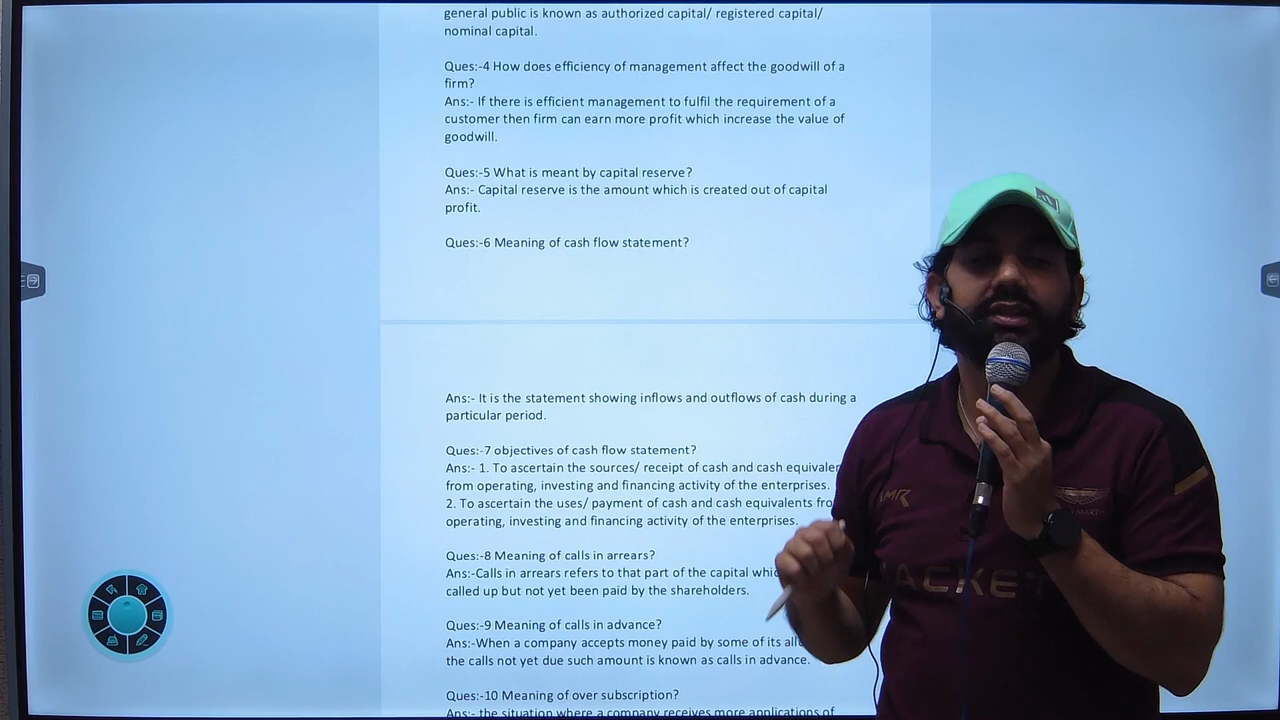 general public is known as authorized capital/ registered capital/
nominal capital.
Ques:-4 How does efficiency of management affect the goodwill of a
firm?
Ans:- If there is efficient management to fulfil the requirement of a
customer then firm can earn more profit which increase the value of
goodwill.
Ques:-5 What is meant by capital reserve?
Ans:- Capital reserve is the amount which is created out of capital
profit.
Ques:-6 Meaning of cash flow statement?
Ans:- It is the statement showing inflows and outflows of cash during a
particular period.
Ques:-7 objectives of cash flow statement?
Ans:- 1. To ascertain the sources/ receipt of cash and cash
from operating, investing and financing activity of the enterprises.
2. To ascertain the uses/ payment of cash and cash equivalents
operating, investing and financing activity of the enterprises.
Ques:-8 Meaning of calls in arrears?
Ans:-Calls in arrears refers to that part of the capital
called up but not yet been paid by the shareholders.
Ques:-9 Meaning of calls in advance?
Ans:-When a company accepts money paid by some of its
the calls not yet due such amount is known as calls in advance.
Ques:-10 Meaning of over subscription?
Ans:- the situation where a company receives more applications of
AMR